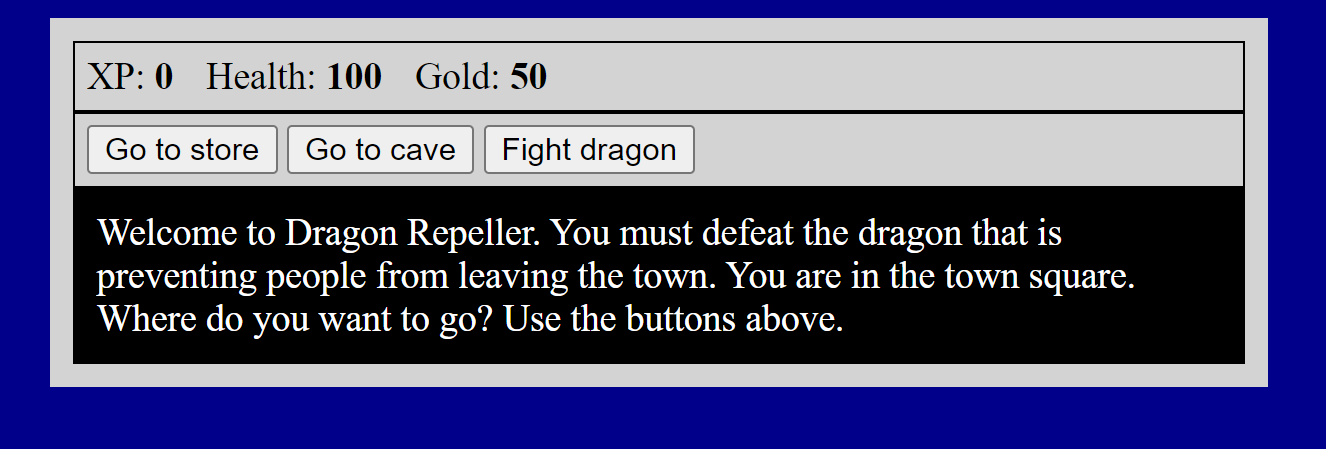 XP: 0 Health: 100 Gold: 50
Go to store Go to cave Fight dragon
Welcome to Dragon Repeller. You must defeat the dragon that is
preventing people from leaving the town. You are in the town square.
Where do you want to go? Use the buttons above.